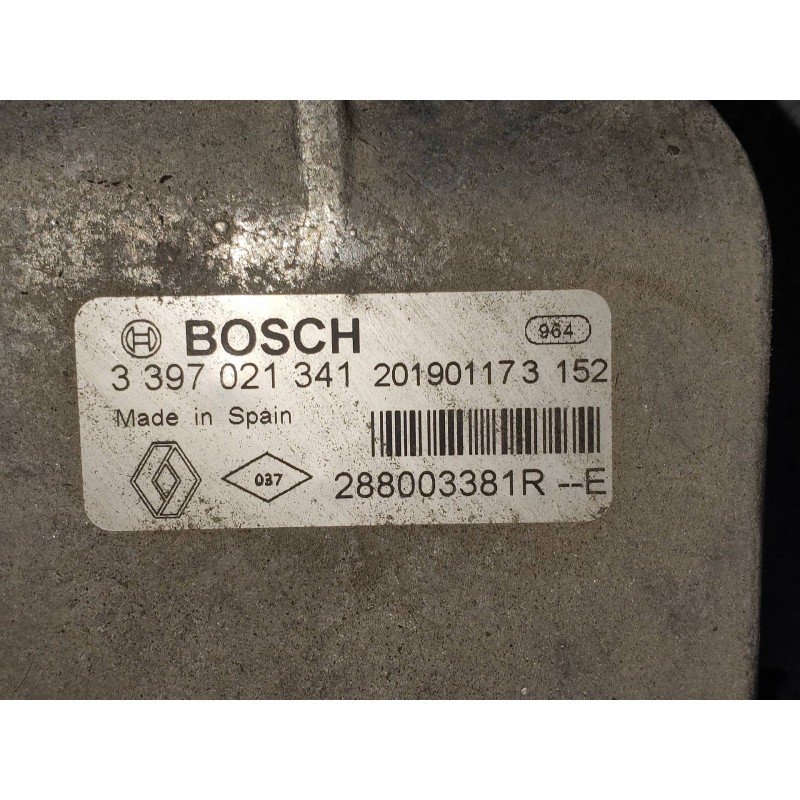 BOSCH 964
3 397 021 341 201901173 152
Made in Spain
037 288003381R --E